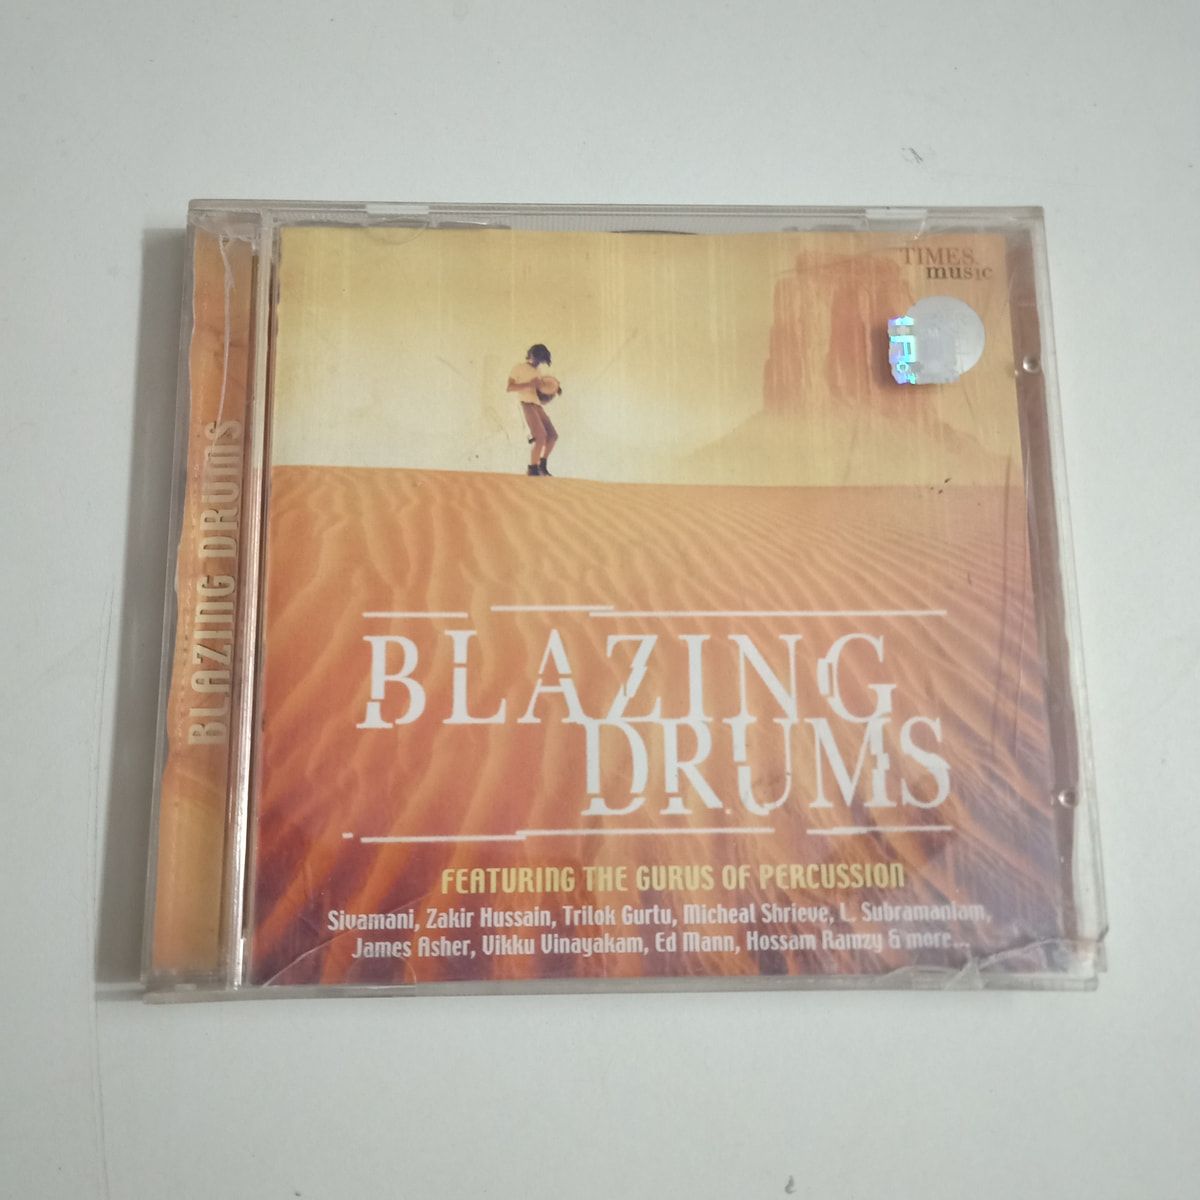 TIMES
music
BLAZING DRUMS
BLAZING
DRUMS
FEATURING THE GURUS OF PERCUSSION
Sivamani, Zakir Hussain, Trilok Gurtu, Micheal Shrieve, L. Subramaniam,
James Asher, Vikku Vinayakam, Ed Mann, Hossam Ramzy & more...